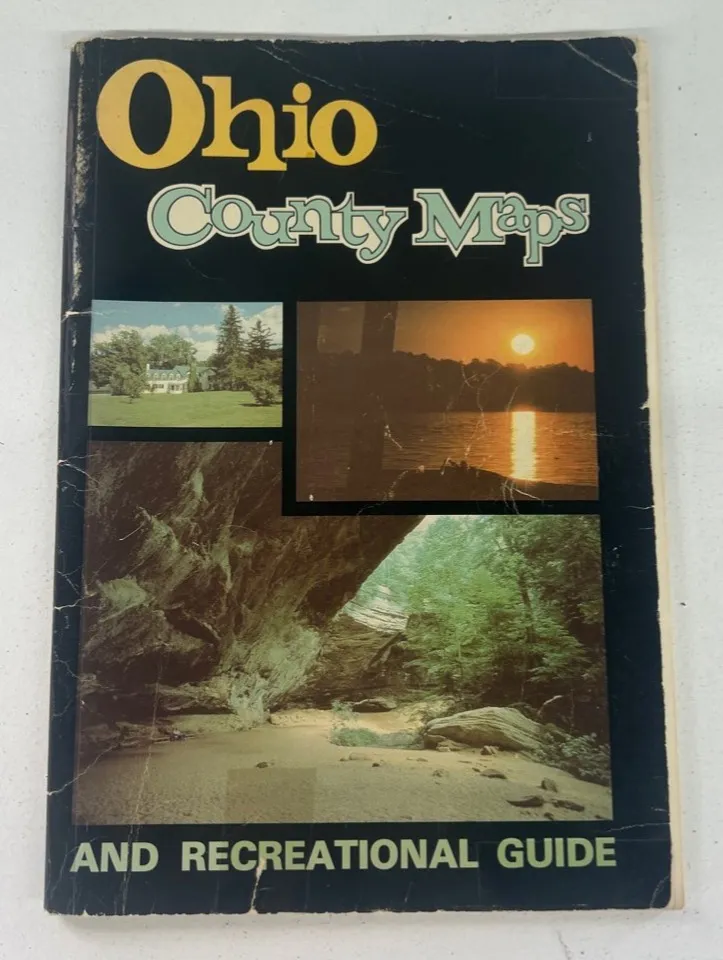 Ohio
County Maps
AND RECREATIONAL GUIDE